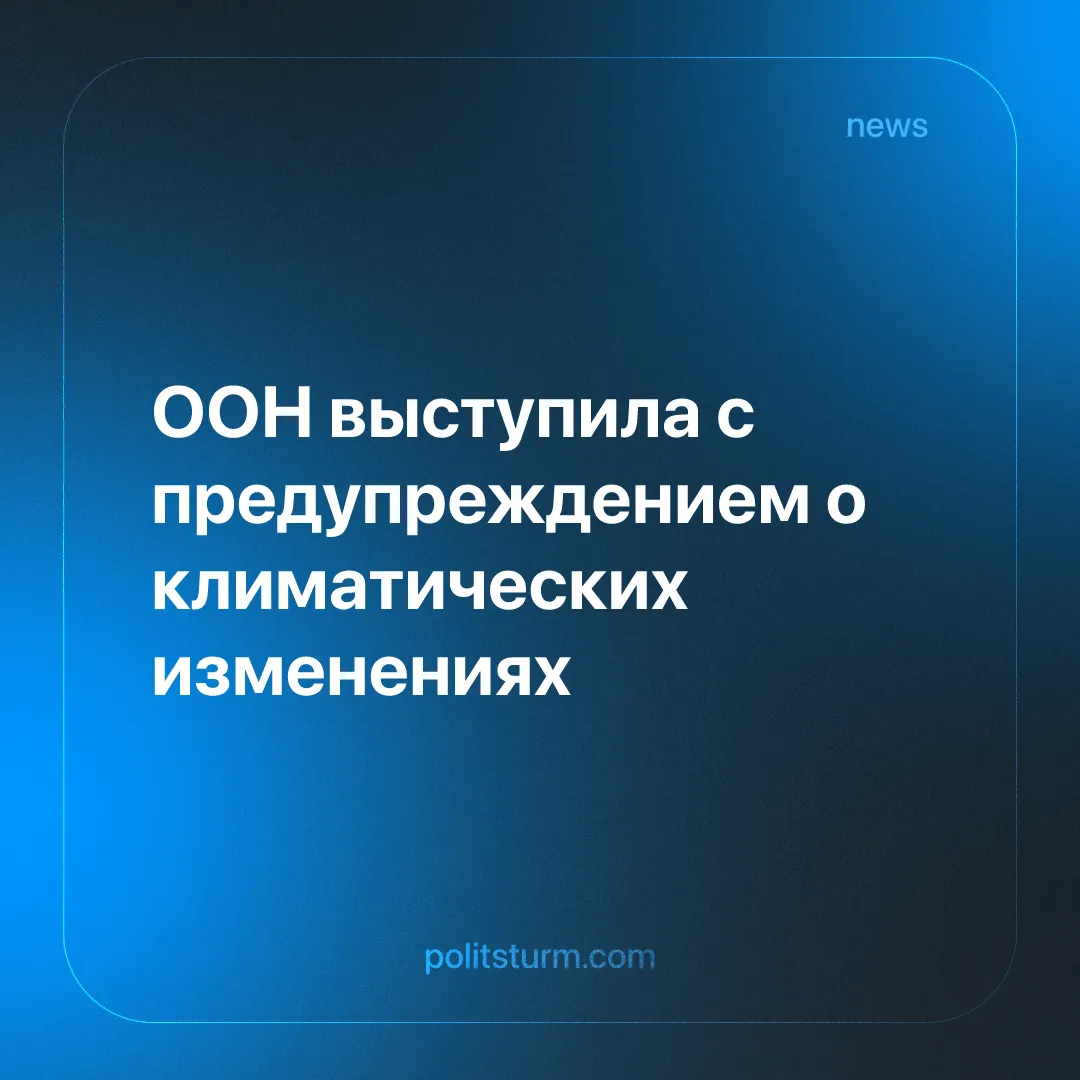 news
ООН выступила с
предупреждением о
климатических
изменениях
politsturm.com